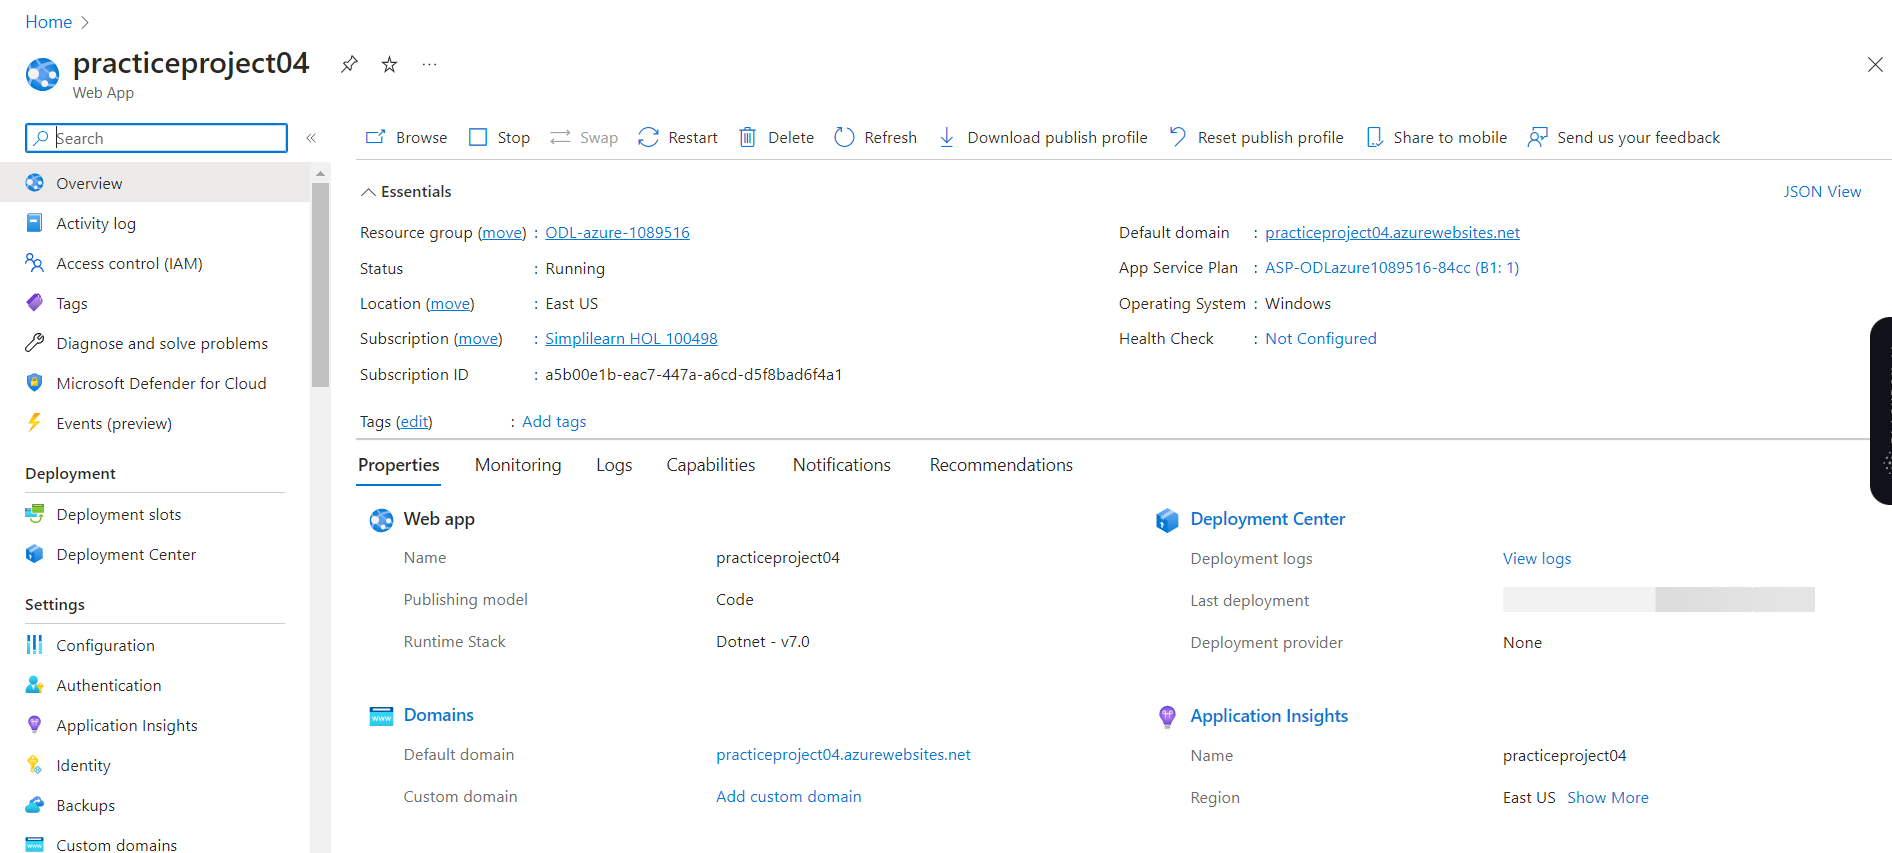 Home
practiceproject04
Web App
Search
Browse Stop Swap Restart Delete Refresh Download publish profile Reset publish profile Share to mobile Send us your feedback
Overview
Activity log
Access control (IAM)
Tags
Diagnose and solve problems
Microsoft Defender for Cloud
Events (preview)
Deployment
Deployment slots
Deployment Center
Settings
Configuration
Authentication
Application Insights
Identity
Backups
Custom domains
Essentials
JSON View
Resource group (move) : ODL-azure-1089516
Status : Running
Location (move) : East US
Subscription (move) : Simplilearn HOL 100498
Subscription ID : a5b00e1b-eac7-447a-a6cd-d5f8bad6f4a1
Default domain : practiceproject04.azurewebsites.net
App Service Plan : ASP-ODLazure1089516-84cc (B1: 1)
Operating System : Windows
Health Check : Not Configured
Tags (edit) : Add tags
Properties Monitoring Logs Capabilities Notifications Recommendations
Web app
Name practiceproject04
Publishing model Code
Runtime Stack Dotnet - v7.0
Domains
Default domain practiceproject04.azurewebsites.net
Custom domain Add custom domain
Deployment Center
Deployment logs View logs
Last deployment
Deployment provider None
Application Insights
Name practiceproject04
Region East US Show More